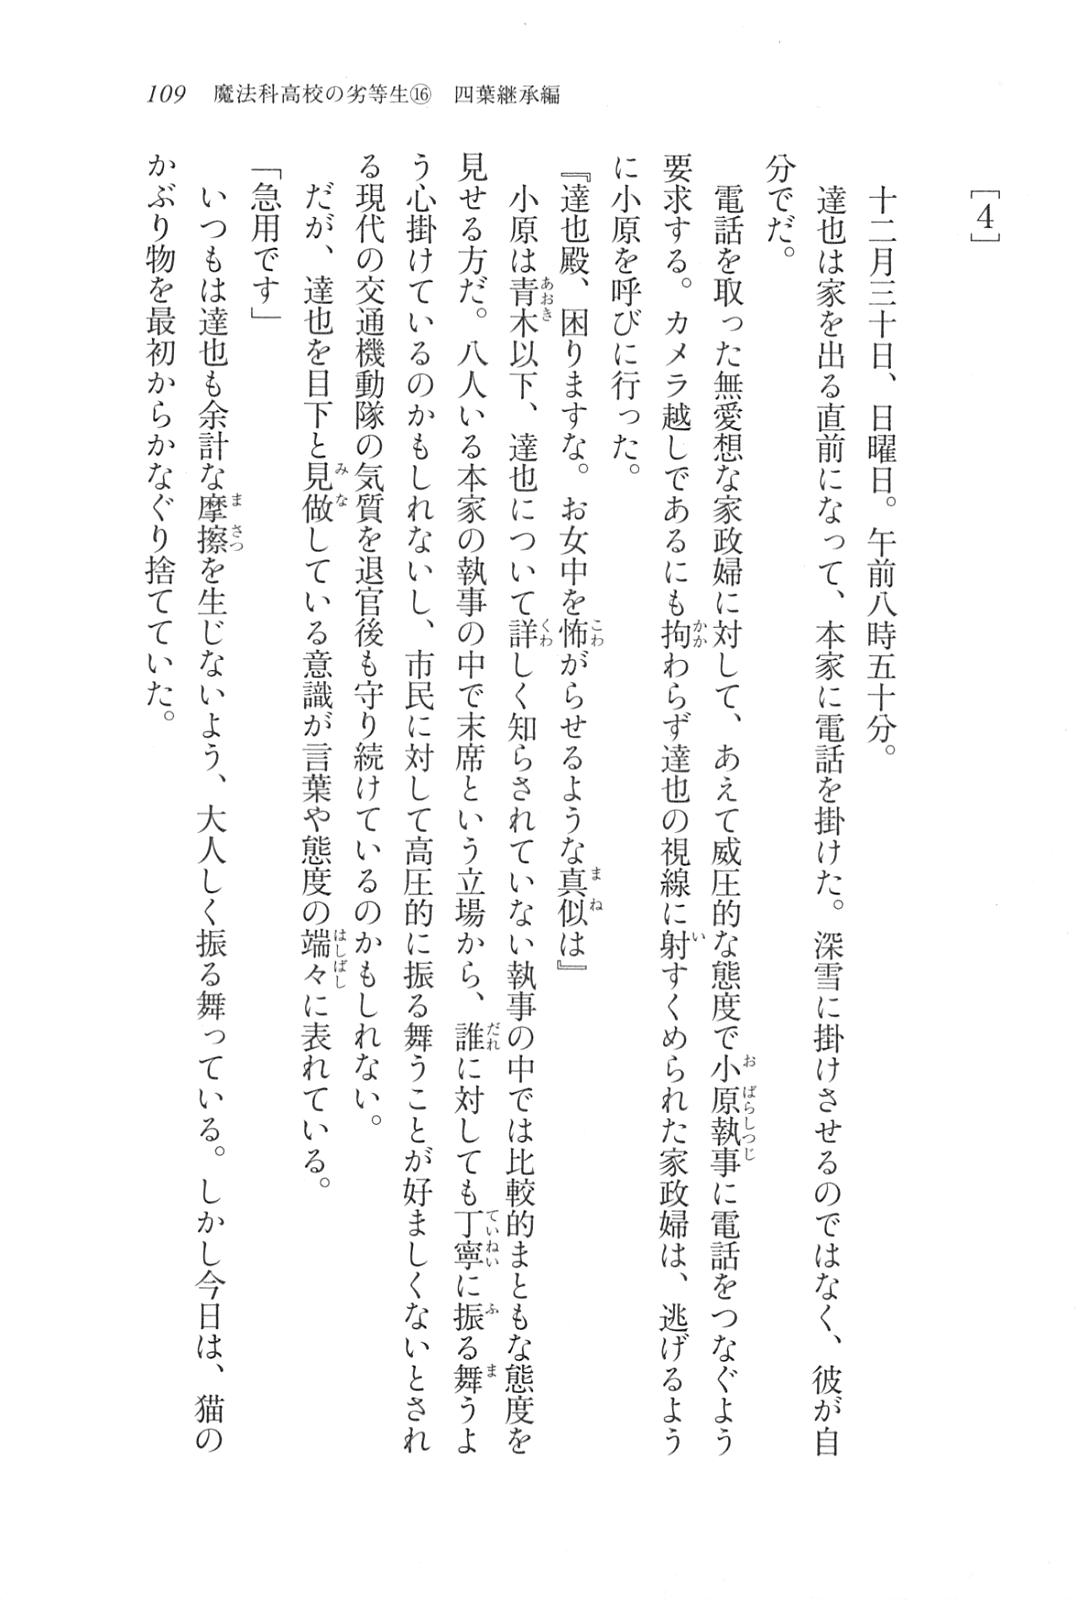 109　魔法科高校の劣等生⑯　四葉継承編
［4］
十二月三十日、日曜日。午前八時五十分。
達也は家を出る直前になって、本家に電話を掛けた。深雪に掛けさせるのではなく、彼が自
分でだ。
電話を取った無愛想な家政婦に対して、あえて威圧的な態度で小原執事に電話をつなぐよう
要求する。カメラ越しであるにも拘わらず達也の視線に射すくめられた家政婦は、逃げるよう
に小原を呼びに行った。
『達也殿、困りますな。お女中を怖がらせるような真似は』
小原は青木以下、達也について詳しく知らされていない執事の中では比較的まともな態度を
見せる方だ。八人いる本家の執事の中で末席という立場から、誰に対しても丁寧に振る舞うよ
う心掛けているのかもしれないし、市民に対して高圧的に振る舞うことが好ましくないとされ
る現代の交通機動隊の気質を退官後も守り続けているのかもしれない。
だが、達也を目下と見做している意識が言葉や態度の端々に表れている。
「急用です」
いつもは達也も余計な摩擦を生じないよう、大人しく振る舞っている。しかし今日は、猫の
かぶり物を最初からかなぐり捨てていた。